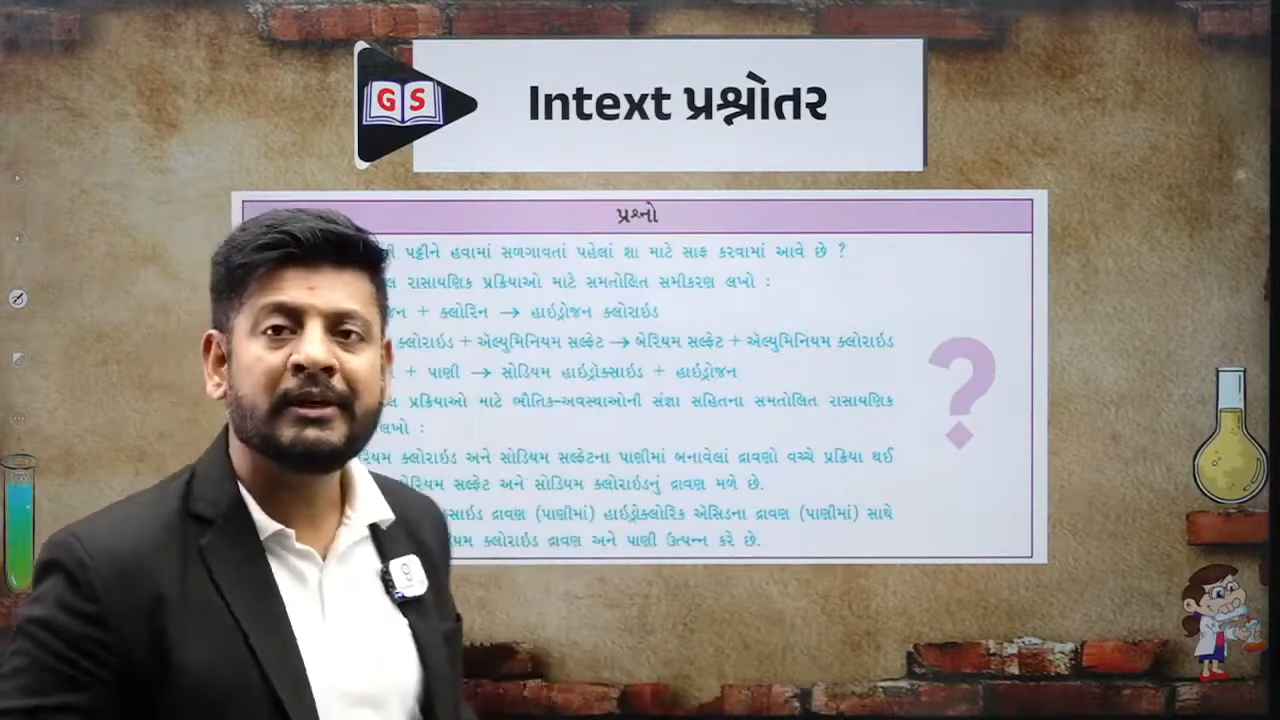 GS
Intext પ્રશ્નોતર
પ્રશ્નો
પટ્ટીને હવામાં સળગાવતાં પહેલાં શા માટે સાફ કરવામાં આવે છે ?
રાસાયણિક પ્રક્રિયાઓ માટે સમતોલિત સમીકરણ લખો :
+ ક્લોરિન → હાઇડ્રોજન ક્લોરાઇડ
ક્લોરાઇડ + ઍલ્યુમિનિયમ સલ્ફેટ → બેરિયમ સલ્ફેટ + ઍલ્યુમિનિયમ ક્લોરાઇડ
+ પાણી → સોડિયમ હાઇડ્રૉક્સાઇડ + હાઇડ્રોજન
પ્રક્રિયાઓ માટે ભૌતિક-અવસ્થાઓની સંજ્ઞા સહિતના સમતોલિત રાસાયણિક
લખો :
ક્લોરાઇડ અને સોડિયમ સલ્ફેટના પાણીમાં બનાવેલાં દ્રાવણો વચ્ચે પ્રક્રિયા થઈ
સલ્ફેટ અને સોડિયમ ક્લોરાઇડનું દ્રાવણ મળે છે.
દ્રાવણ (પાણીમાં) હાઇડ્રોક્લોરિક ઍસિડના દ્રાવણ (પાણીમાં) સાથે
ક્લોરાઇડ દ્રાવણ અને પાણી ઉત્પન્ન કરે છે.
?